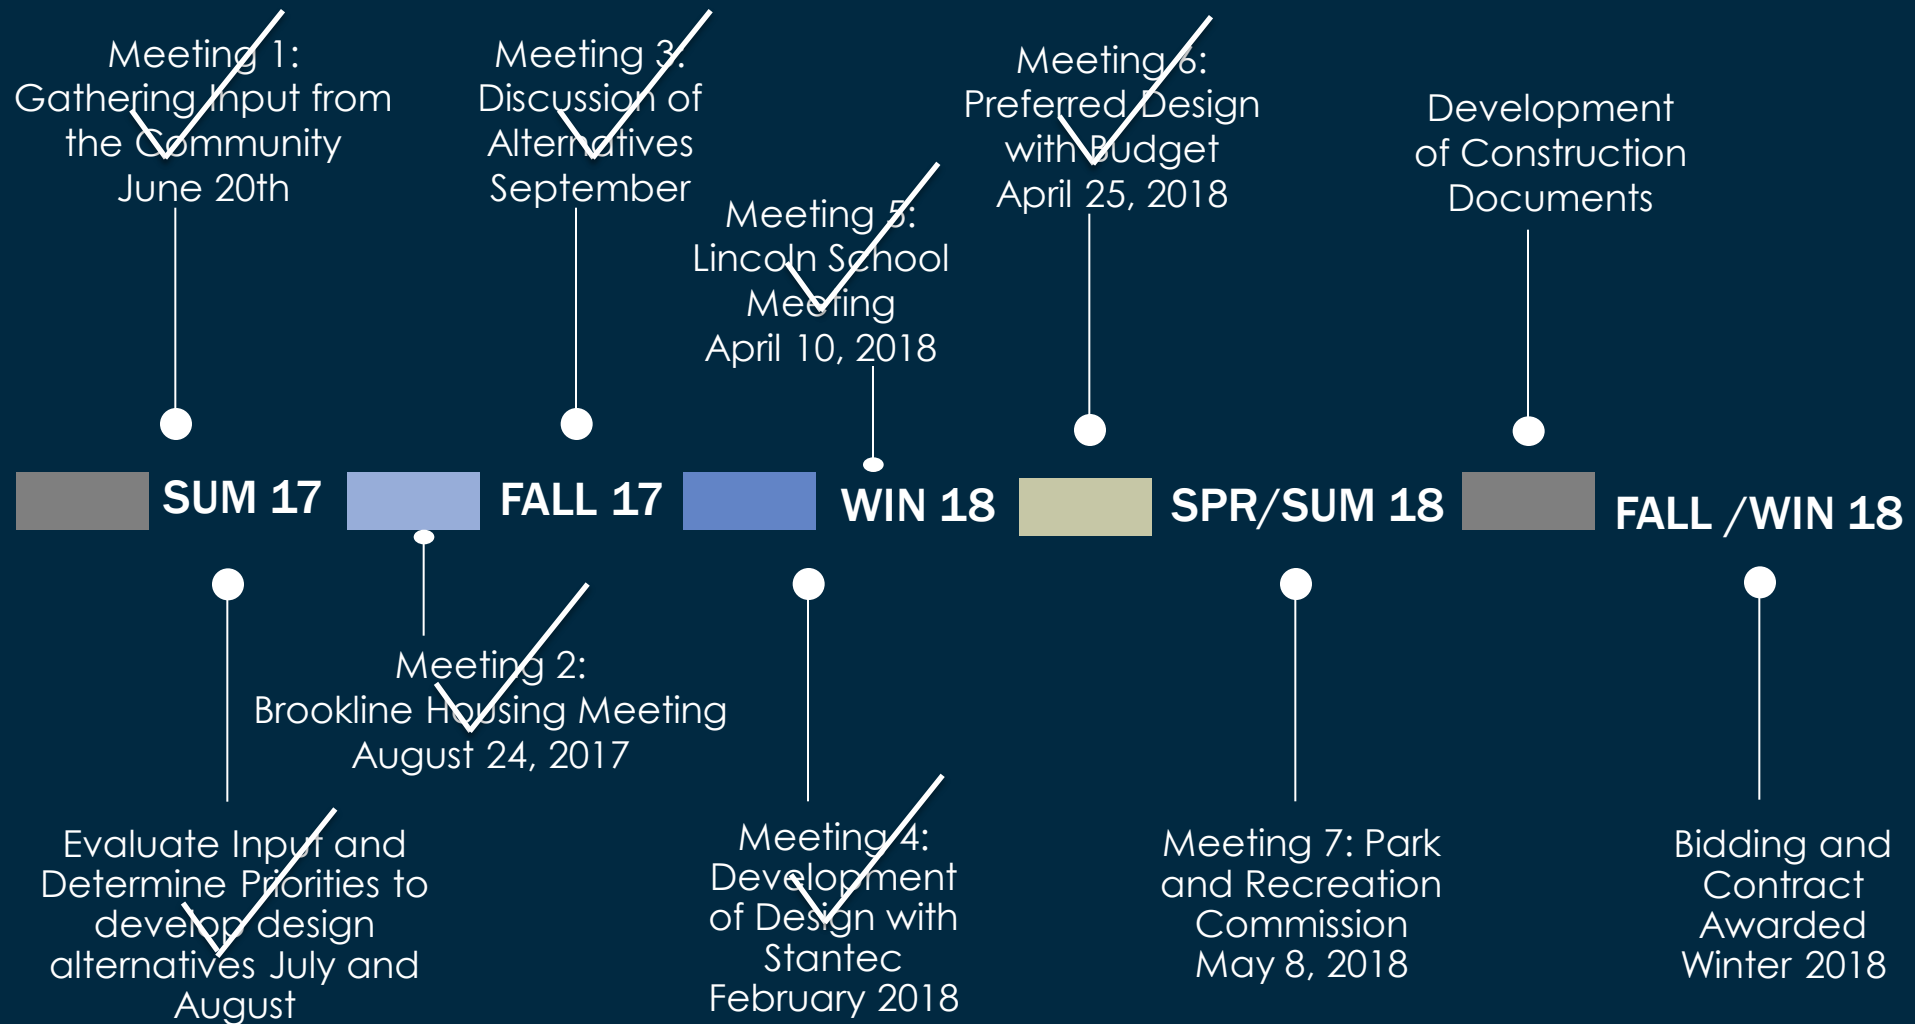 Meeting 1:
Gathering Input from
the Community
June 20th
Meeting 3:
Discussion of
Alternatives
September
Meeting 5:
Lincoln School
Meeting
April 10, 2018
Meeting 6:
Preferred Design
with Budget
April 25, 2018
Development
of Construction
Documents
SUM 17
FALL 17
WIN 18
SPR/SUM 18
FALL /WIN 18
Evaluate Input and
Determine Priorities to
develop design
alternatives July and
August
Meeting 2:
Brookline Housing Meeting
August 24, 2017
Meeting 4:
Development
of Design with
Stantec
February 2018
Meeting 7: Park
and Recreation
Commission
May 8, 2018
Bidding and
Contract
Awarded
Winter 2018